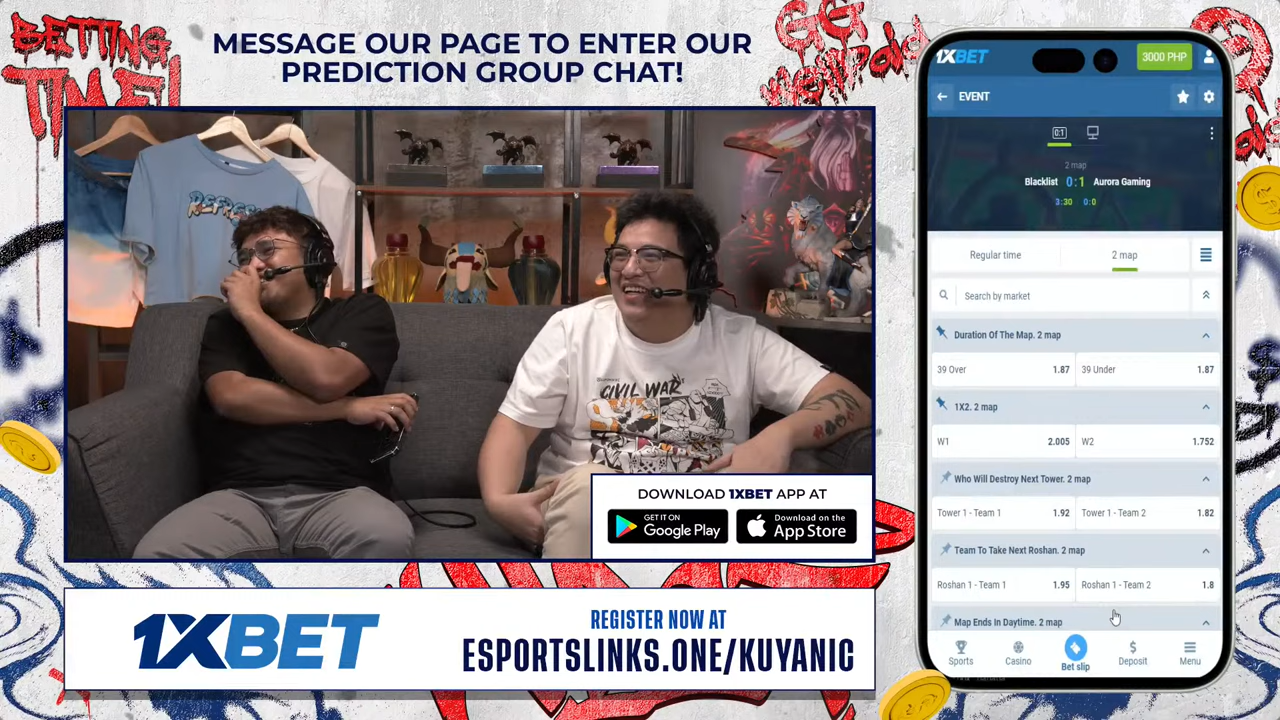 BETTING
TIME!
MESSAGE OUR PAGE TO ENTER OUR
PREDICTION GROUP CHAT!
GG
REFRESH
CIVIL WAR
DOWNLOAD 1XBET APP AT
GET IT ON
Google Play
Download on the
App Store
1XBET
REGISTER NOW AT
ESPORTSLINKS.ONE/KUYANIC
1XBET
3000 PHP
EVENT
0:1
2 map
Blacklist 0:1 Aurora Gaming
3:30 0:0
Regular time 2 map
Search by market
Duration Of The Map. 2 map
39 Over 1.87 39 Under 1.87
1X2. 2 map
W1 2.005 W2 1.752
Who Will Destroy Next Tower. 2 map
Tower 1 - Team 1 1.92 Tower 1 - Team 2 1.82
Team To Take Next Roshan. 2 map
Roshan 1 - Team 1 1.95 Roshan 1 - Team 2 1.8
Map Ends In Daytime. 2 map
Sports Casino Bet slip Deposit Menu